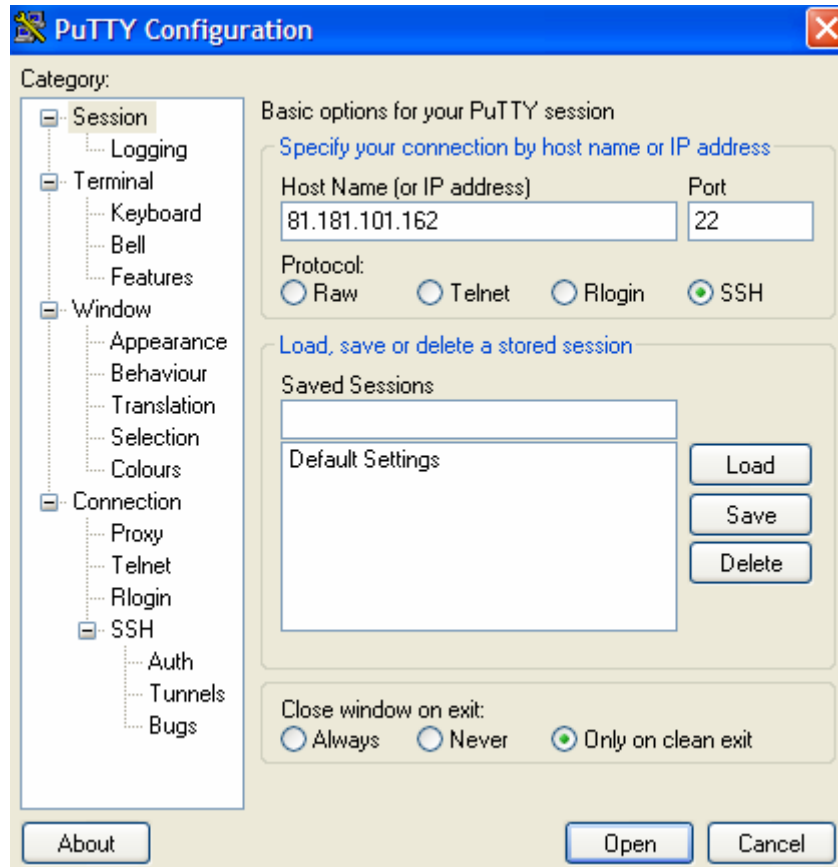 PuTTY Configuration
Category:
Session
Logging
Terminal
Keyboard
Bell
Features
Window
Appearance
Behaviour
Translation
Selection
Colours
Connection
Proxy
Telnet
Rlogin
SSH
Auth
Tunnels
Bugs
Basic options for your PuTTY session
Specify your connection by host name or IP address
Host Name (or IP address) Port
81.181.101.162 22
Protocol:
Raw Telnet Rlogin SSH
Load, save or delete a stored session
Saved Sessions
Default Settings
Load
Save
Delete
Close window on exit:
Always Never Only on clean exit
About Open Cancel